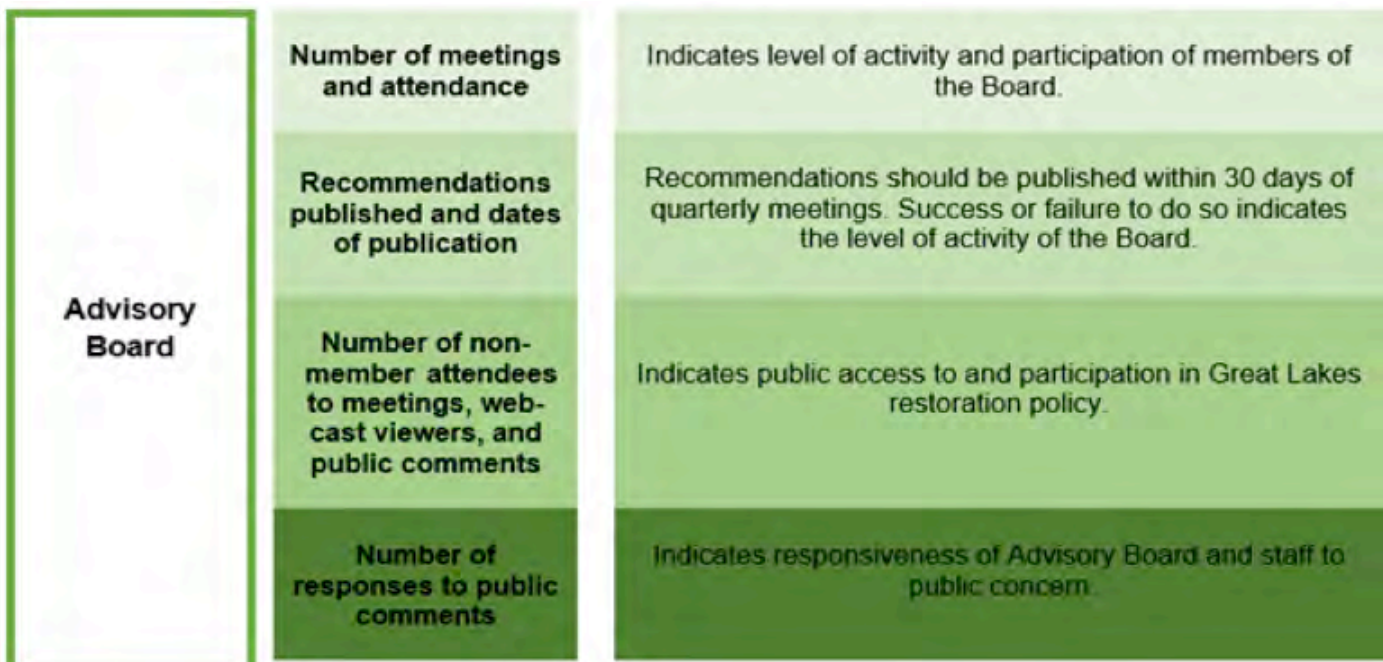 Advisory
Board
Number of meetings
and attendance
Indicates level of activity and participation of members of
the Board.
Recommendations
published and dates
of publication
Recommendations should be published within 30 days of
quarterly meetings. Success or failure to do so indicates
the level of activity of the Board.
Number of non-
member attendees
to meetings, web-
cast viewers, and
public comments
Indicates public access to and participation in Great Lakes
restoration policy.
Number of
responses to public
comments
Indicates responsiveness of Advisory Board and staff to
public concern.